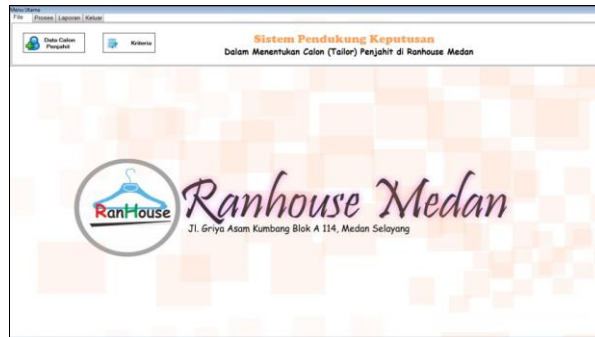 Menu Utama
File Proses Laporan Keluar
Data Calon Penjahit
Kriteria
Sistem Pendukung Keputusan
Dalam Menentukan Calon (Tailor) Penjahit di Ranhouse Medan
RanHouse
Ranhouse Medan
Jl. Griya Asam Kumbang Blok A 114, Medan Selayang